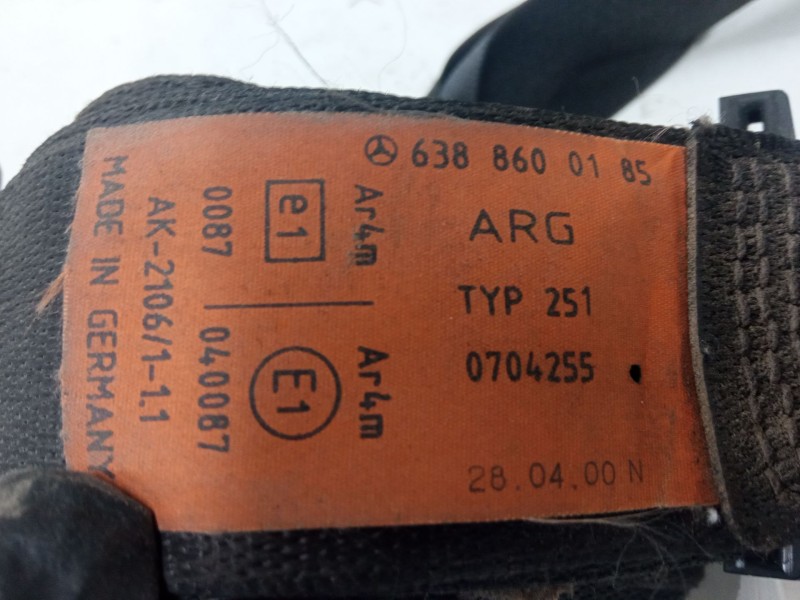 638 860 01 85
ARG
TYP 251
0704255
28.04.00 N
Ar4m Ar4m
e1 E1
0087 040087
AK-2106/1-1.1
MADE IN GERMANY